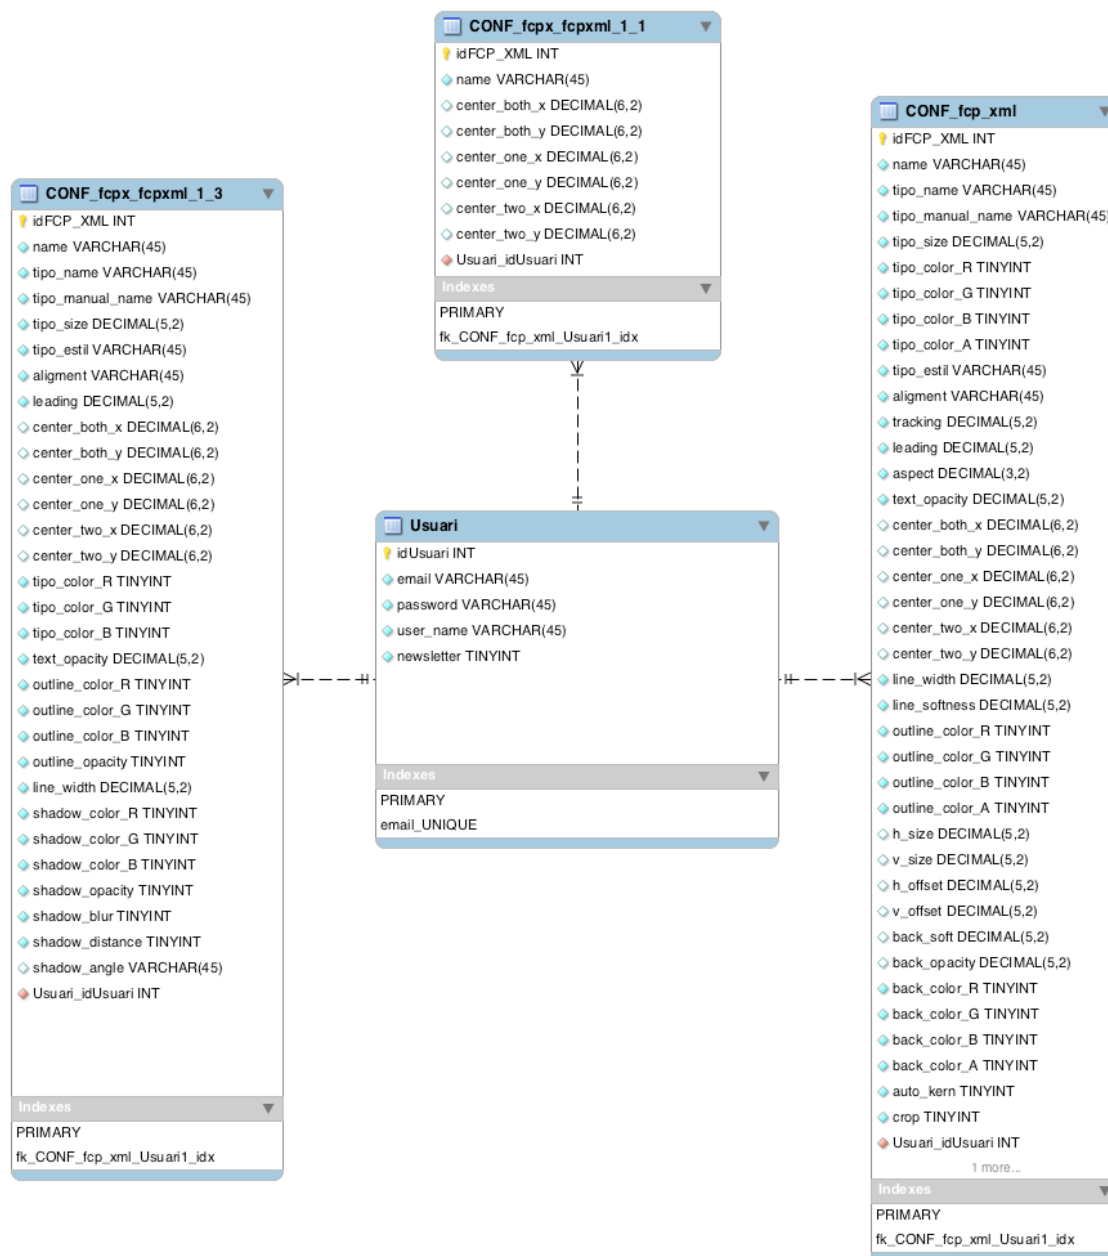 CONF_fcpx_fcpxml_1_1
idFCP_XML INT
name VARCHAR(45)
center_both_x DECIMAL(6,2)
center_both_y DECIMAL(6,2)
center_one_x DECIMAL(6,2)
center_one_y DECIMAL(6,2)
center_two_x DECIMAL(6,2)
center_two_y DECIMAL(6,2)
Usuari_idUsuari INT
Indexes
PRIMARY
fk_CONF_fcp_xml_Usuari1_idx
CONF_fcpx_fcpxml_1_3
idFCP_XML INT
name VARCHAR(45)
tipo_name VARCHAR(45)
tipo_manual_name VARCHAR(45)
tipo_size DECIMAL(5,2)
tipo_estil VARCHAR(45)
aligment VARCHAR(45)
leading DECIMAL(5,2)
center_both_x DECIMAL(6,2)
center_both_y DECIMAL(6,2)
center_one_x DECIMAL(6,2)
center_one_y DECIMAL(6,2)
center_two_x DECIMAL(6,2)
center_two_y DECIMAL(6,2)
tipo_color_R TINYINT
tipo_color_G TINYINT
tipo_color_B TINYINT
text_opacity DECIMAL(5,2)
outline_color_R TINYINT
outline_color_G TINYINT
outline_color_B TINYINT
outline_opacity TINYINT
line_width DECIMAL(5,2)
shadow_color_R TINYINT
shadow_color_G TINYINT
shadow_color_B TINYINT
shadow_opacity TINYINT
shadow_blur TINYINT
shadow_distance TINYINT
shadow_angle VARCHAR(45)
Usuari_idUsuari INT
Indexes
PRIMARY
fk_CONF_fcp_xml_Usuari1_idx
Usuari
idUsuari INT
email VARCHAR(45)
password VARCHAR(45)
user_name VARCHAR(45)
newsletter TINYINT
Indexes
PRIMARY
email_UNIQUE
CONF_fcp_xml
idFCP_XML INT
name VARCHAR(45)
tipo_name VARCHAR(45)
tipo_manual_name VARCHAR(45)
tipo_size DECIMAL(5,2)
tipo_color_R TINYINT
tipo_color_G TINYINT
tipo_color_B TINYINT
tipo_color_A TINYINT
tipo_estil VARCHAR(45)
aligment VARCHAR(45)
tracking DECIMAL(5,2)
leading DECIMAL(5,2)
aspect DECIMAL(3,2)
text_opacity DECIMAL(5,2)
center_both_x DECIMAL(6,2)
center_both_y DECIMAL(6,2)
center_one_x DECIMAL(6,2)
center_one_y DECIMAL(6,2)
center_two_x DECIMAL(6,2)
center_two_y DECIMAL(6,2)
line_width DECIMAL(5,2)
line_softness DECIMAL(5,2)
outline_color_R TINYINT
outline_color_G TINYINT
outline_color_B TINYINT
outline_color_A TINYINT
h_size DECIMAL(5,2)
v_size DECIMAL(5,2)
h_offset DECIMAL(5,2)
v_offset DECIMAL(5,2)
back_soft DECIMAL(5,2)
back_opacity DECIMAL(5,2)
back_color_R TINYINT
back_color_G TINYINT
back_color_B TINYINT
back_color_A TINYINT
auto_kern TINYINT
crop TINYINT
Usuari_idUsuari INT
1 more...
Indexes
PRIMARY
fk_CONF_fcp_xml_Usuari1_idx